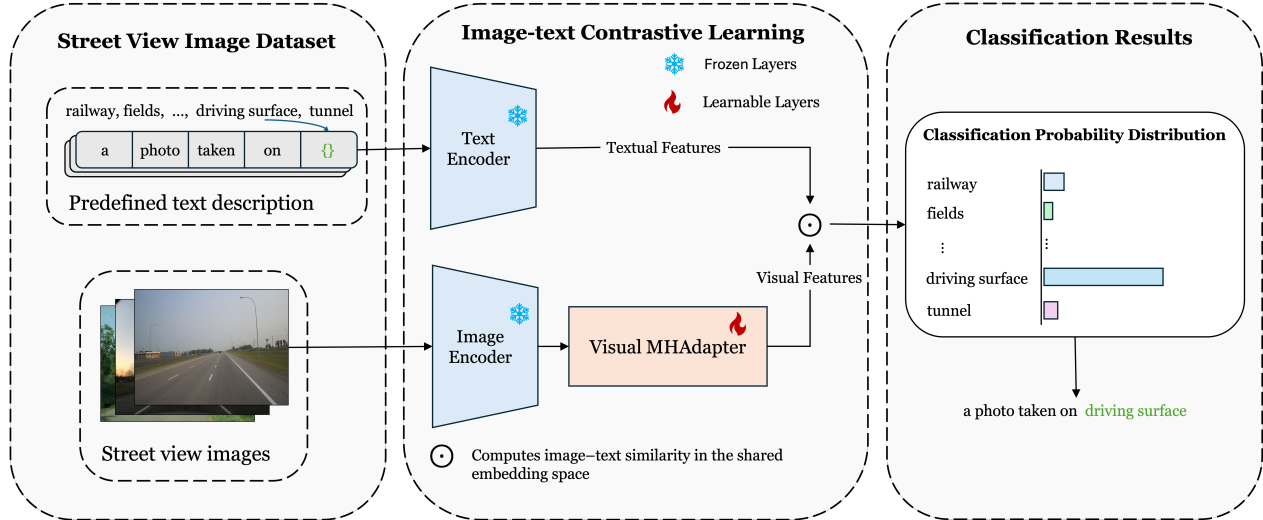 Street View Image Dataset
railway, fields, ..., driving surface, tunnel
a photo taken on {}
Predefined text description
Street view images
Image-text Contrastive Learning
Frozen Layers
Learnable Layers
Text
Encoder
Textual Features
Visual Features
Image
Encoder
Visual MHAdapter
Computes image–text similarity in the shared
embedding space
Classification Results
Classification Probability Distribution
railway
fields
⋮
⋮
driving surface
tunnel
a photo taken on driving surface